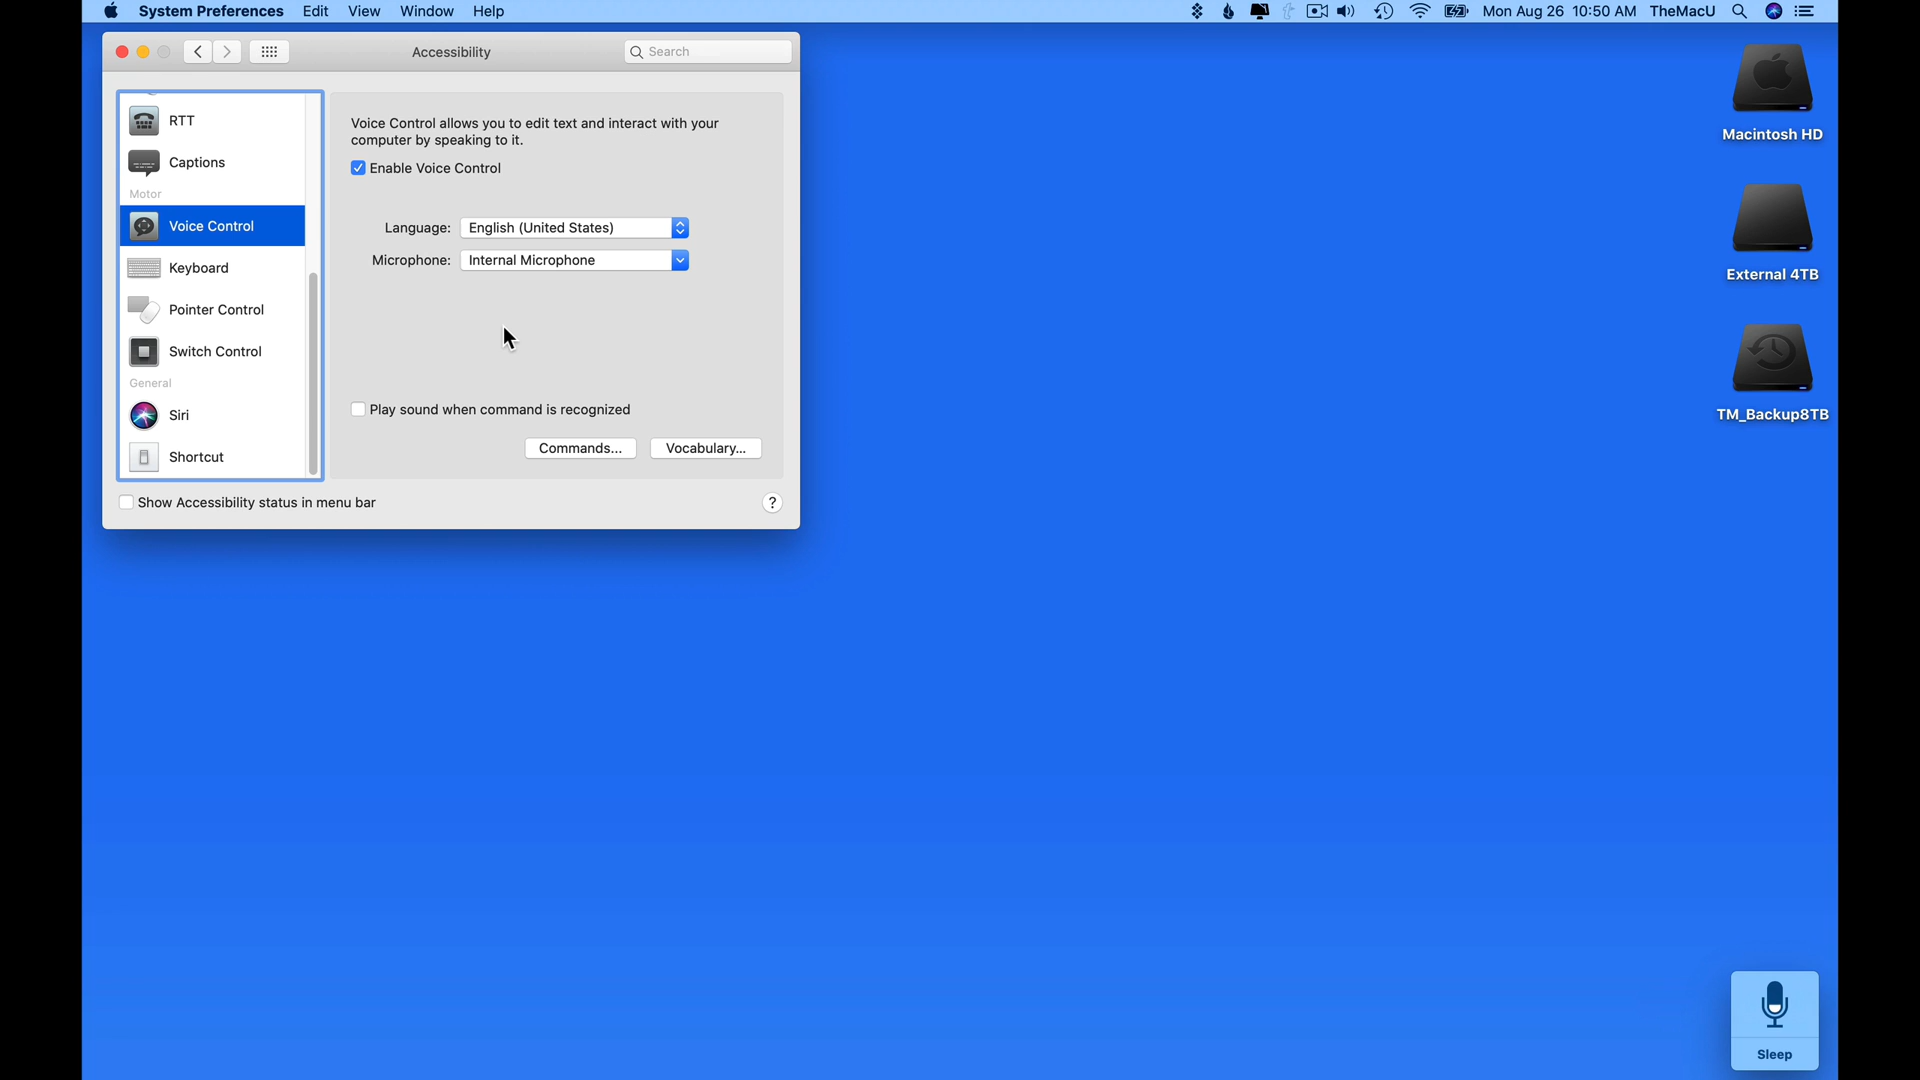 System Preferences Edit View Window Help Mon Aug 26 10:50 AM TheMacU
Accessibility
Search
RTT
Captions
Motor
Voice Control
Keyboard
Pointer Control
Switch Control
General
Siri
Shortcut
Voice Control allows you to edit text and interact with your
computer by speaking to it.
Enable Voice Control
Language: English (United States)
Microphone: Internal Microphone
Play sound when command is recognized
Commands...
Vocabulary...
Show Accessibility status in menu bar
?
Macintosh HD
External 4TB
TM_Backup8TB
Sleep